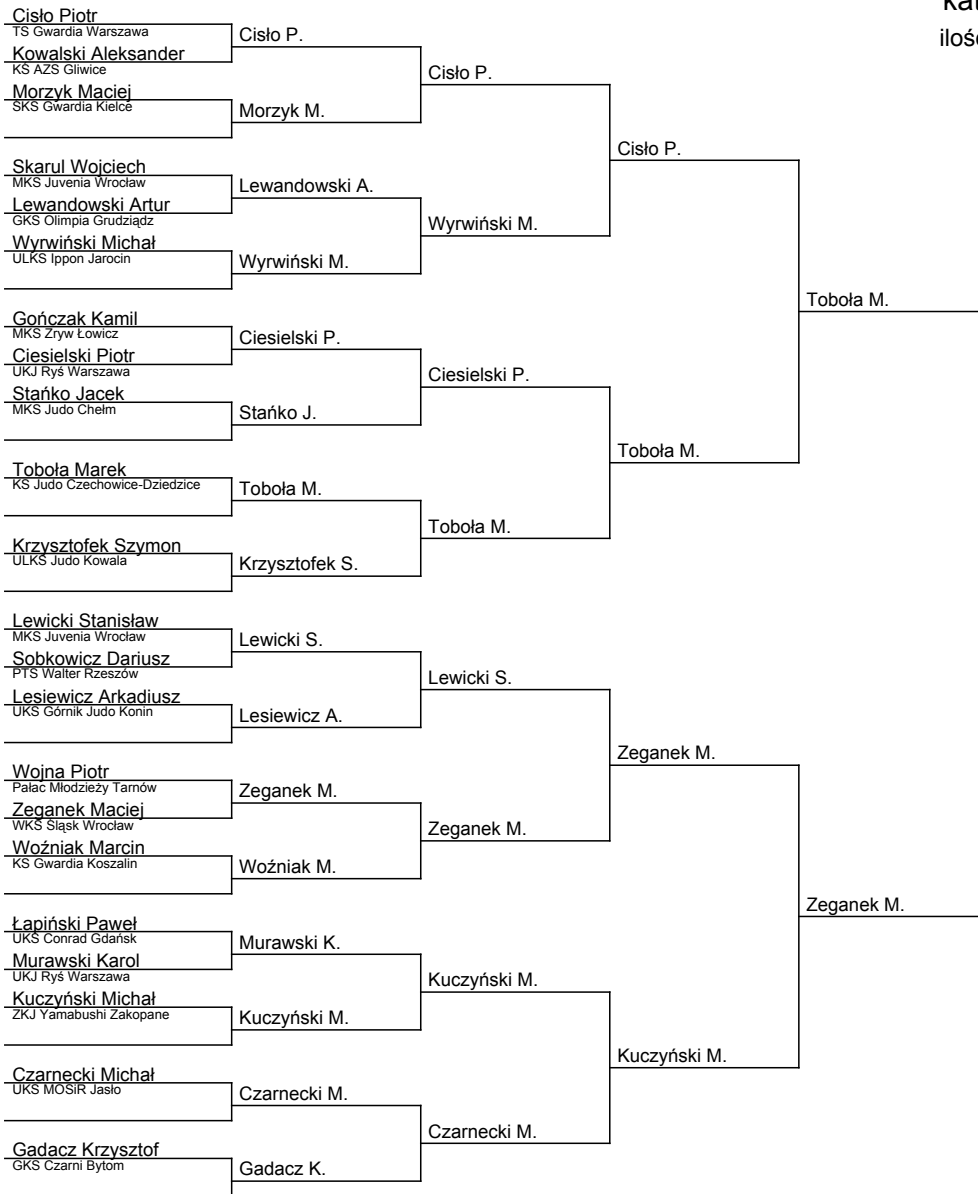 kat
iloś
Cisło Piotr
TS Gwardia Warszawa
Kowalski Aleksander
KS AZS Gliwice
Morzyk Maciej
SKS Gwardia Kielce
Skarul Wojciech
MKS Juvenia Wrocław
Lewandowski Artur
GKS Olimpia Grudziądz
Wyrwiński Michał
ULKS Ippon Jarocin
Gończak Kamil
MKS Zryw Łowicz
Ciesielski Piotr
UKJ Ryś Warszawa
Stańko Jacek
MKS Judo Chełm
Toboła Marek
KS Judo Czechowice-Dziedzice
Krzysztofek Szymon
ULKS Judo Kowala
Lewicki Stanisław
MKS Juvenia Wrocław
Sobkowicz Dariusz
PTS Walter Rzeszów
Lesiewicz Arkadiusz
UKS Górnik Judo Konin
Wojna Piotr
Pałac Młodzieży Tarnów
Zeganek Maciej
WKS Śląsk Wrocław
Woźniak Marcin
KS Gwardia Koszalin
Łapiński Paweł
UKS Conrad Gdańsk
Murawski Karol
UKJ Ryś Warszawa
Kuczyński Michał
ZKJ Yamabushi Zakopane
Czarnecki Michał
UKS MOSiR Jasło
Gadacz Krzysztof
GKS Czarni Bytom
Cisło P.
Morzyk M.
Lewandowski A.
Wyrwiński M.
Ciesielski P.
Stańko J.
Toboła M.
Krzysztofek S.
Lewicki S.
Lesiewicz A.
Zeganek M.
Woźniak M.
Murawski K.
Kuczyński M.
Czarnecki M.
Gadacz K.
Cisło P.
Wyrwiński M.
Ciesielski P.
Toboła M.
Lewicki S.
Zeganek M.
Kuczyński M.
Czarnecki M.
Cisło P.
Toboła M.
Zeganek M.
Kuczyński M.
Toboła M.
Zeganek M.